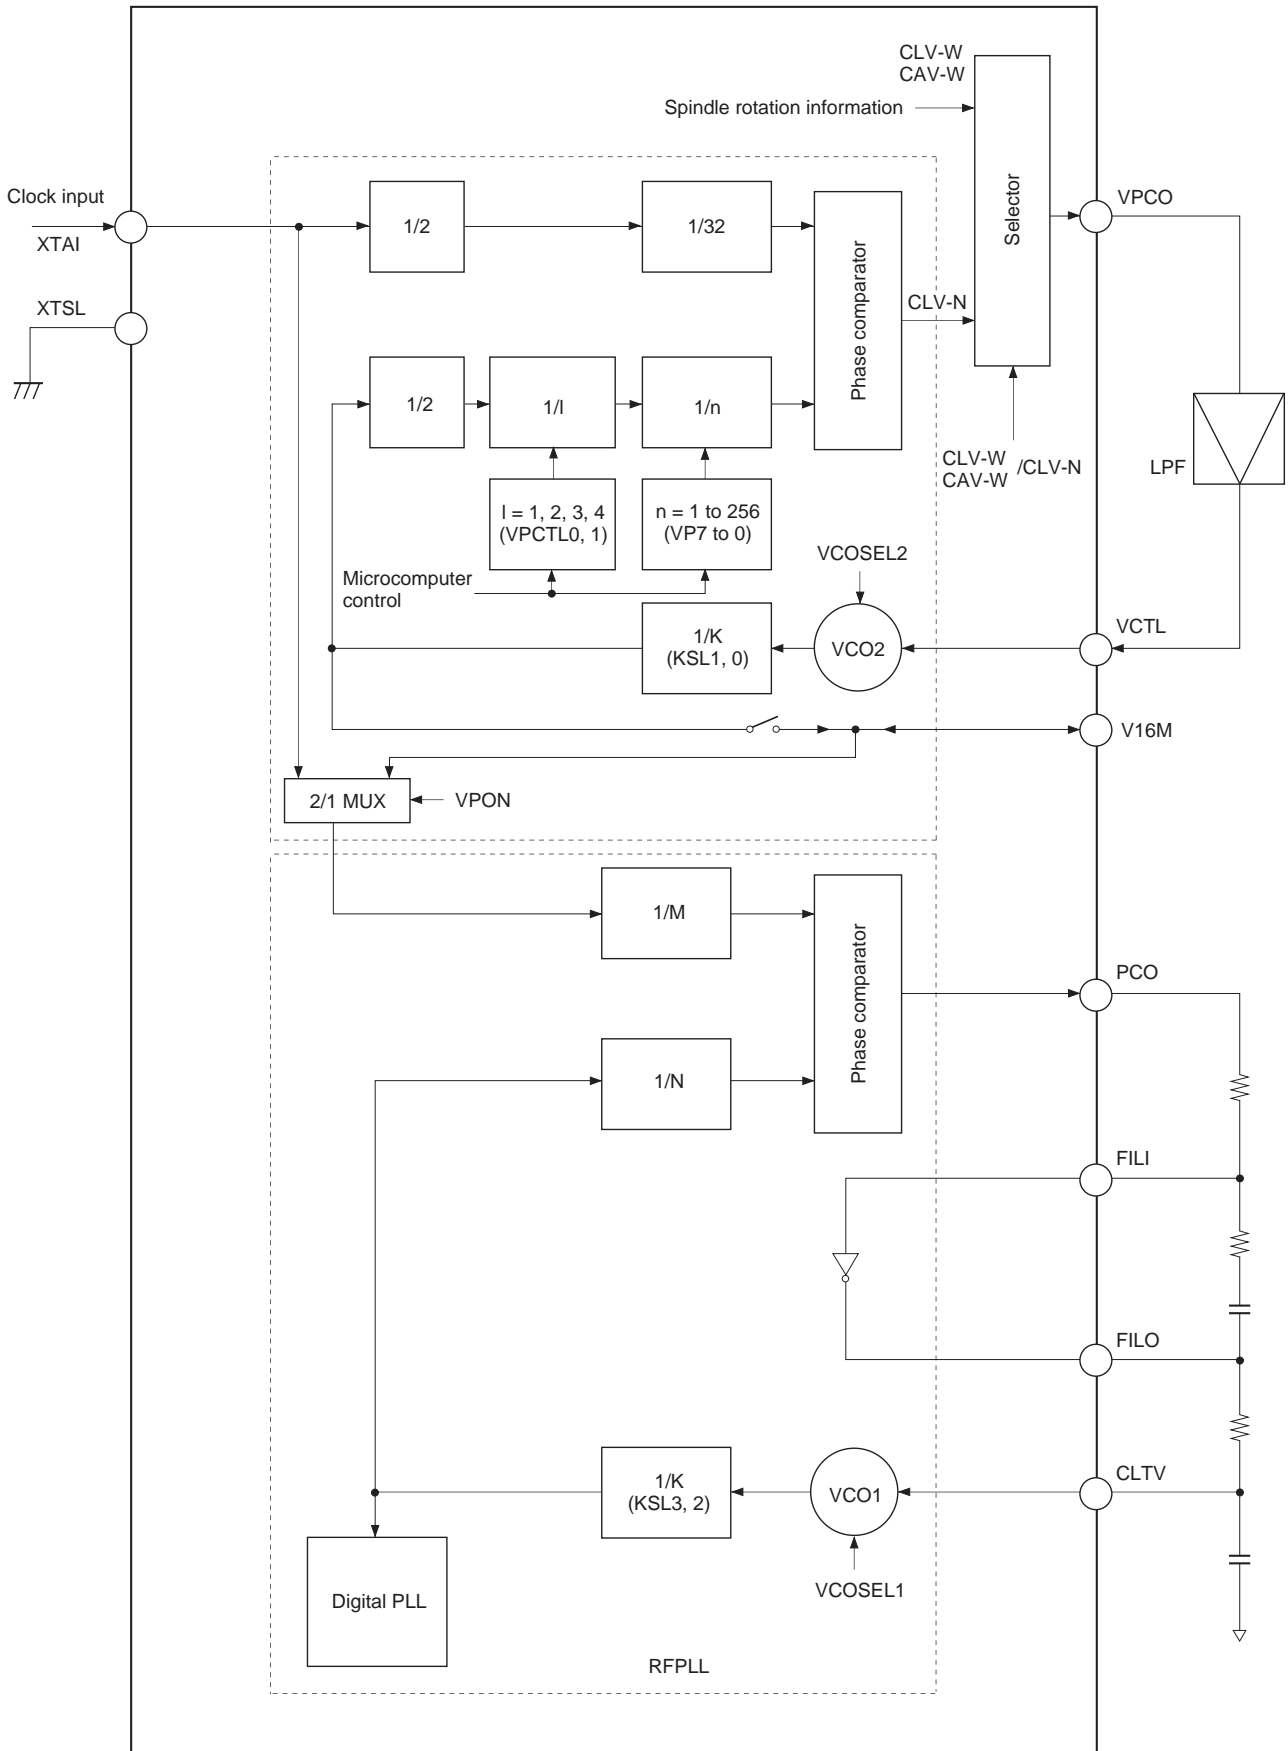 CLV-W
CAV-W
Spindle rotation information
Clock input
XTAI
XTSL
1/2
1/32
Phase comparator
Selector
VPCO
CLV-N
1/2
1/l
1/n
l = 1, 2, 3, 4
(VPCTL0, 1)
n = 1 to 256
(VP7 to 0)
CLV-W
CAV-W
/CLV-N
LPF
Microcomputer
control
VCOSEL2
1/K
(KSL1, 0)
VCO2
VCTL
V16M
2/1 MUX
VPON
1/M
Phase comparator
PCO
1/N
FILI
FILO
1/K
(KSL3, 2)
VCO1
CLTV
VCOSEL1
Digital PLL
RFPLL